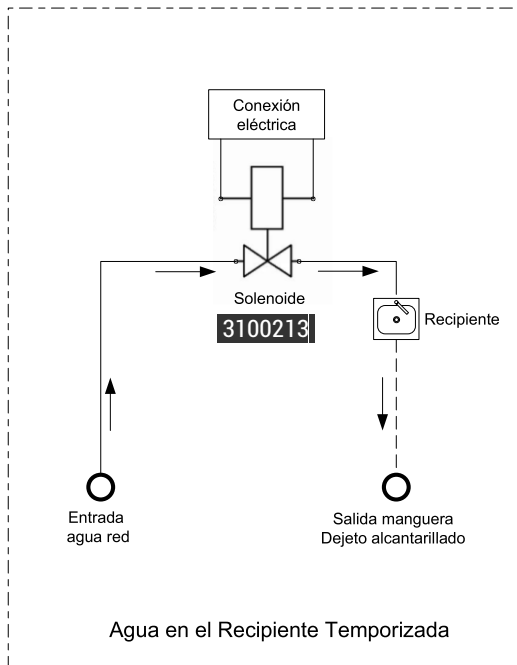 Conexión
eléctrica
Solenoide
3100213
Recipiente
Entrada
agua red
Salida manguera
Dejeto alcantarillado
Agua en el Recipiente Temporizada